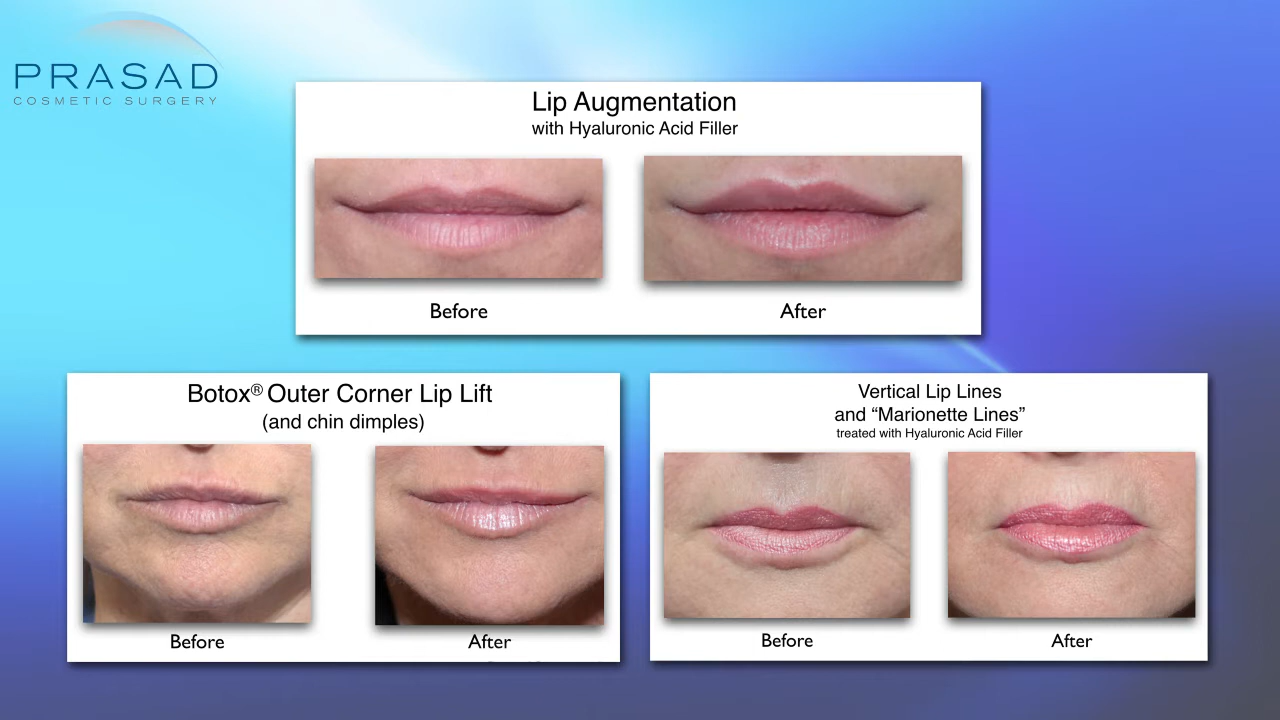 PRASAD
COSMETIC SURGERY
Lip Augmentation
with Hyaluronic Acid Filler
Before
After
Botox® Outer Corner Lip Lift
(and chin dimples)
Before
After
Vertical Lip Lines
and “Marionette Lines”
treated with Hyaluronic Acid Filler
Before
After